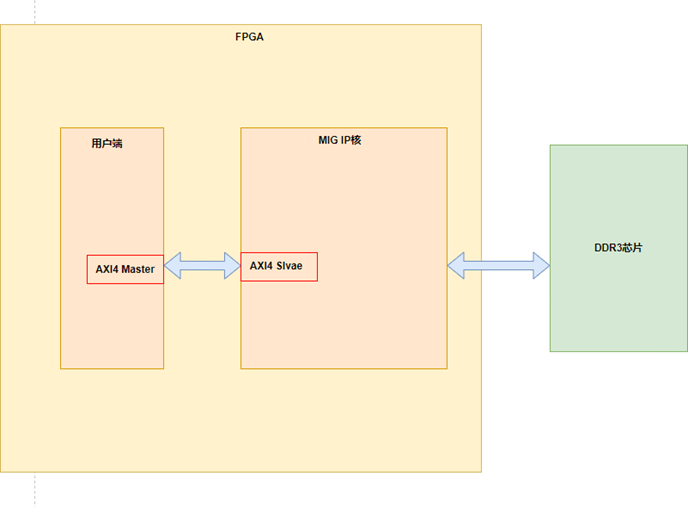 FPGA
用户端
MIG IP核
AXI4 Master
AXI4 Slvae
DDR3芯片